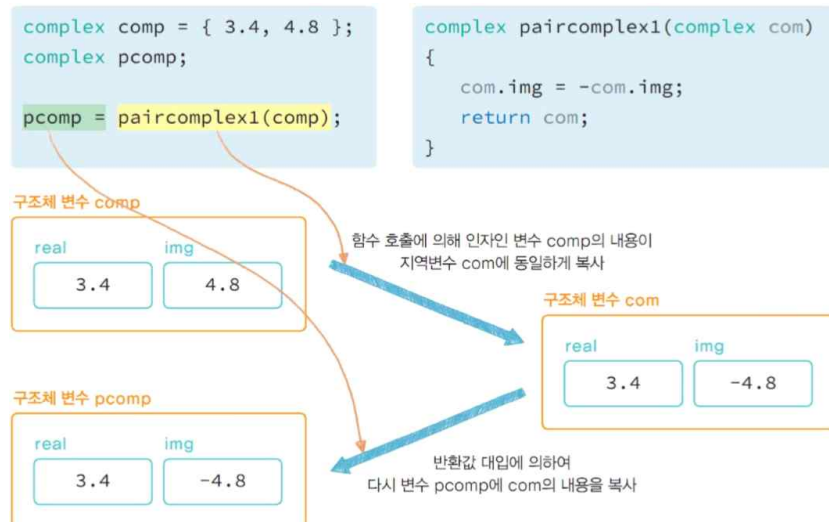 complex comp = { 3.4, 4.8 };
complex pcomp;
pcomp = paircomplex1(comp);
complex paircomplex1(complex com)
{
com.img = -com.img;
return com;
}
구조체 변수 comp
real img
3.4 4.8
함수 호출에 의해 인자인 변수 comp의 내용이
지역변수 com에 동일하게 복사
구조체 변수 com
real img
3.4 -4.8
구조체 변수 pcomp
real img
3.4 -4.8
반환값 대입에 의하여
다시 변수 pcomp에 com의 내용을 복사